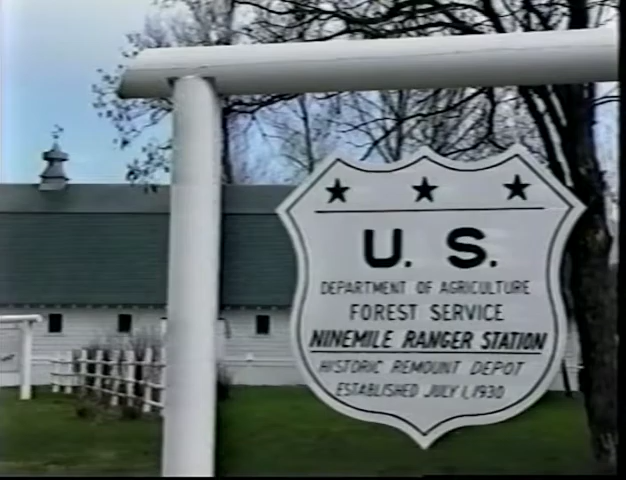 U. S.
DEPARTMENT OF AGRICULTURE
FOREST SERVICE
NINEMILE RANGER STATION
HISTORIC REMOUNT DEPOT
ESTABLISHED JULY 1, 1930